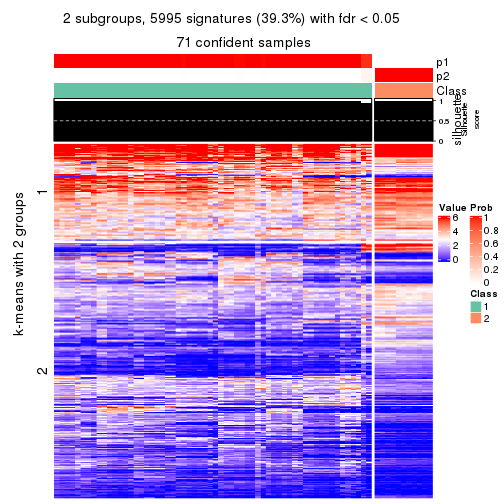 2 subgroups, 5995 signatures (39.3%) with fdr < 0.05
71 confident samples
p1
p2
Class
1
0.5
0
silhouette
Silhouette
score
k-means with 2 groups
1
2
Value
6
4
2
0
Prob
1
0.8
0.6
0.4
0.2
0
Class
1
2